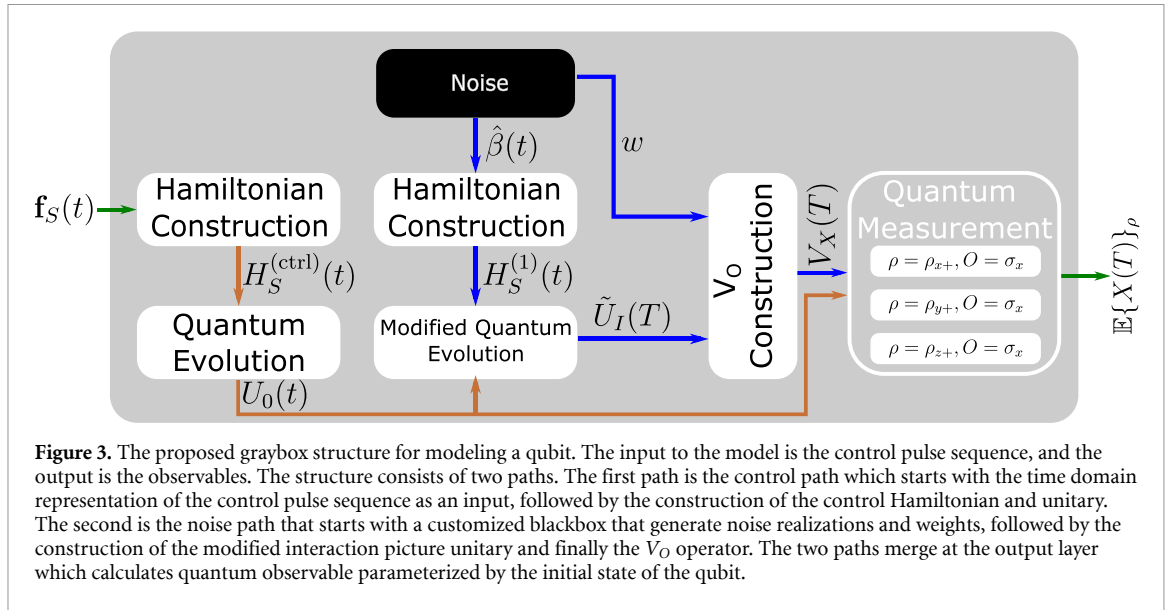 Noise
β̂(t)
w
f_S(t)
Hamiltonian
Construction
Hamiltonian
Construction
H_S^{(ctrl)}(t)
H_S^{(1)}(t)
Quantum
Evolution
Modified Quantum
Evolution
Ũ_I(T)
U_0(t)
V_O
Construction
V_X(T)
Quantum
Measurement
ρ = ρ_{x+}, O = σ_x
ρ = ρ_{y+}, O = σ_x
ρ = ρ_{z+}, O = σ_x
𝔼{X(T)}_ρ
Figure 3. The proposed graybox structure for modeling a qubit. The input to the model is the control pulse sequence, and the
output is the observables. The structure consists of two paths. The first path is the control path which starts with the time domain
representation of the control pulse sequence as an input, followed by the construction of the control Hamiltonian and unitary.
The second is the noise path that starts with a customized blackbox that generate noise realizations and weights, followed by the
construction of the modified interaction picture unitary and finally the V_O operator. The two paths merge at the output layer
which calculates quantum observable parameterized by the initial state of the qubit.